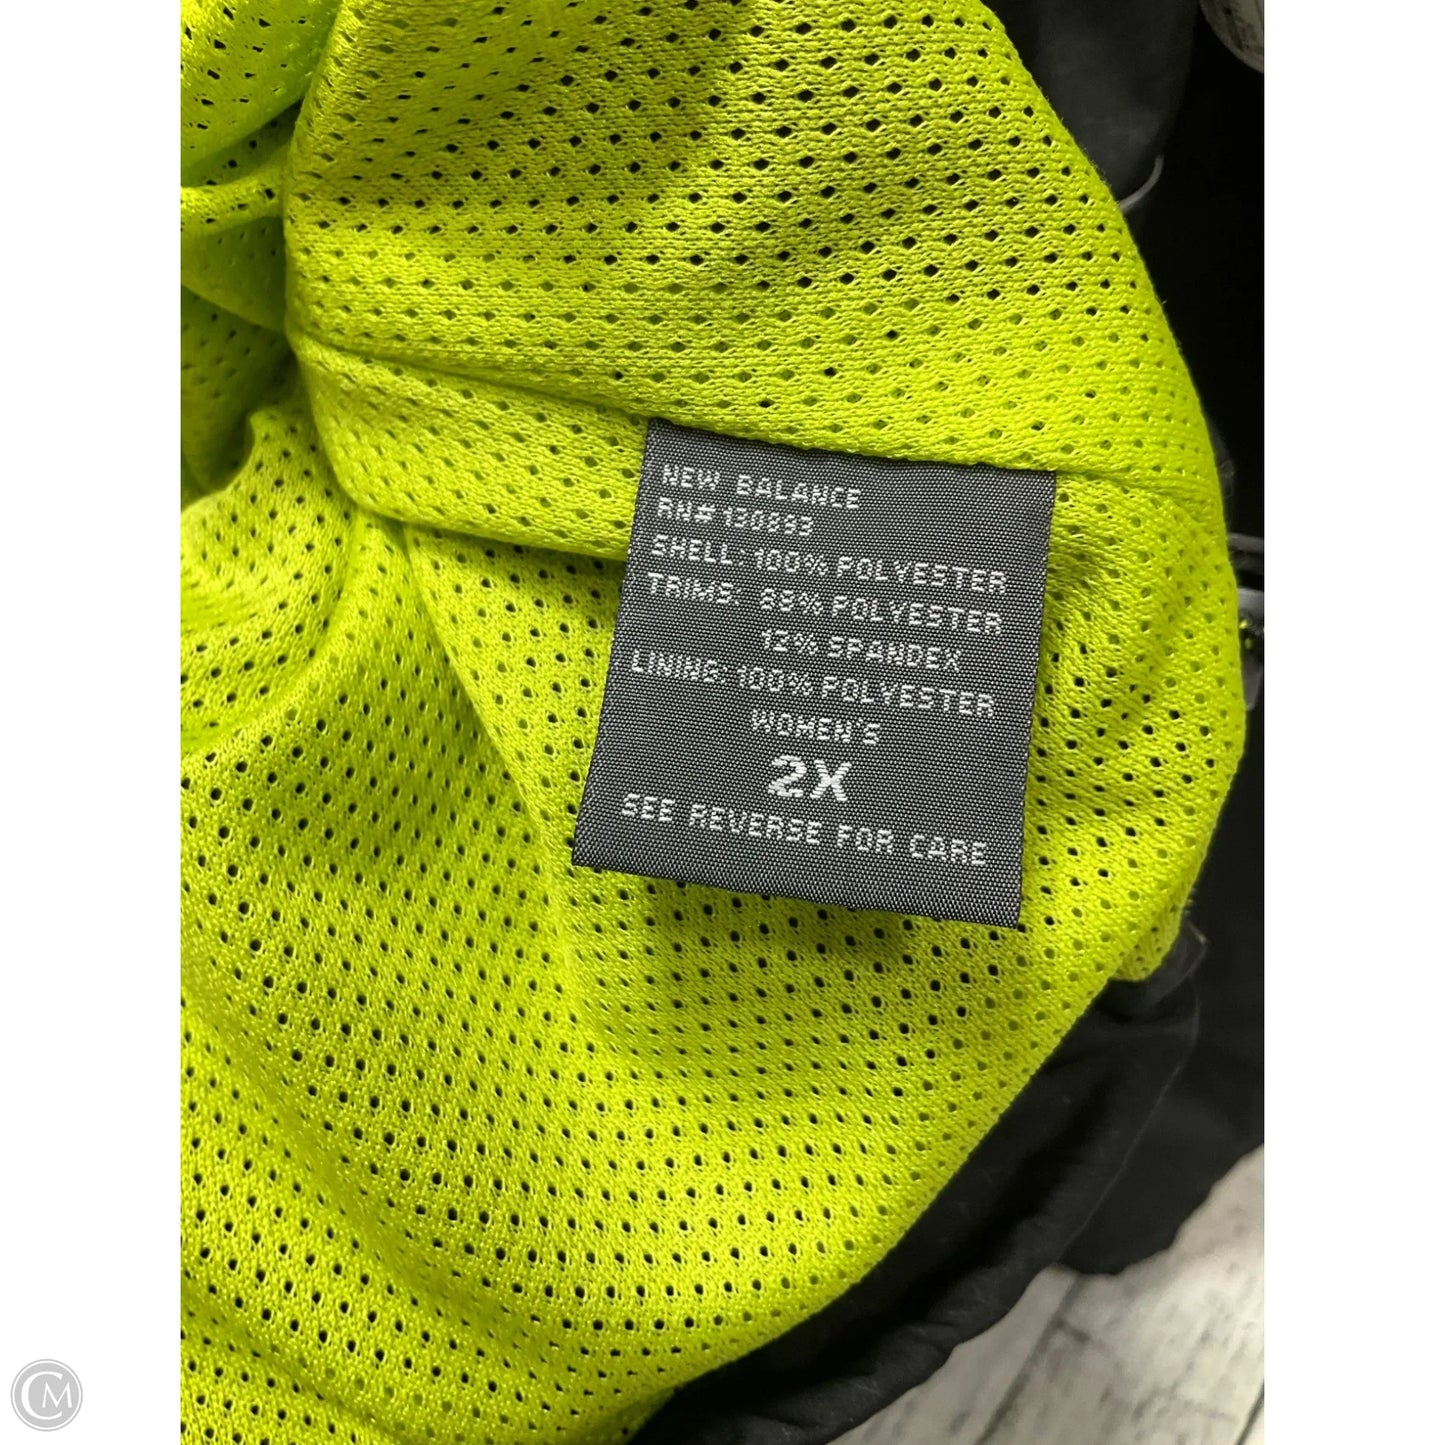 NEW BALANCE
RN# 130893
SHELL: 100% POLYESTER
TRIMS: 88% POLYESTER
12% SPANDEX
LINING: 100% POLYESTER
WOMEN'S
2X
SEE REVERSE FOR CARE
CM